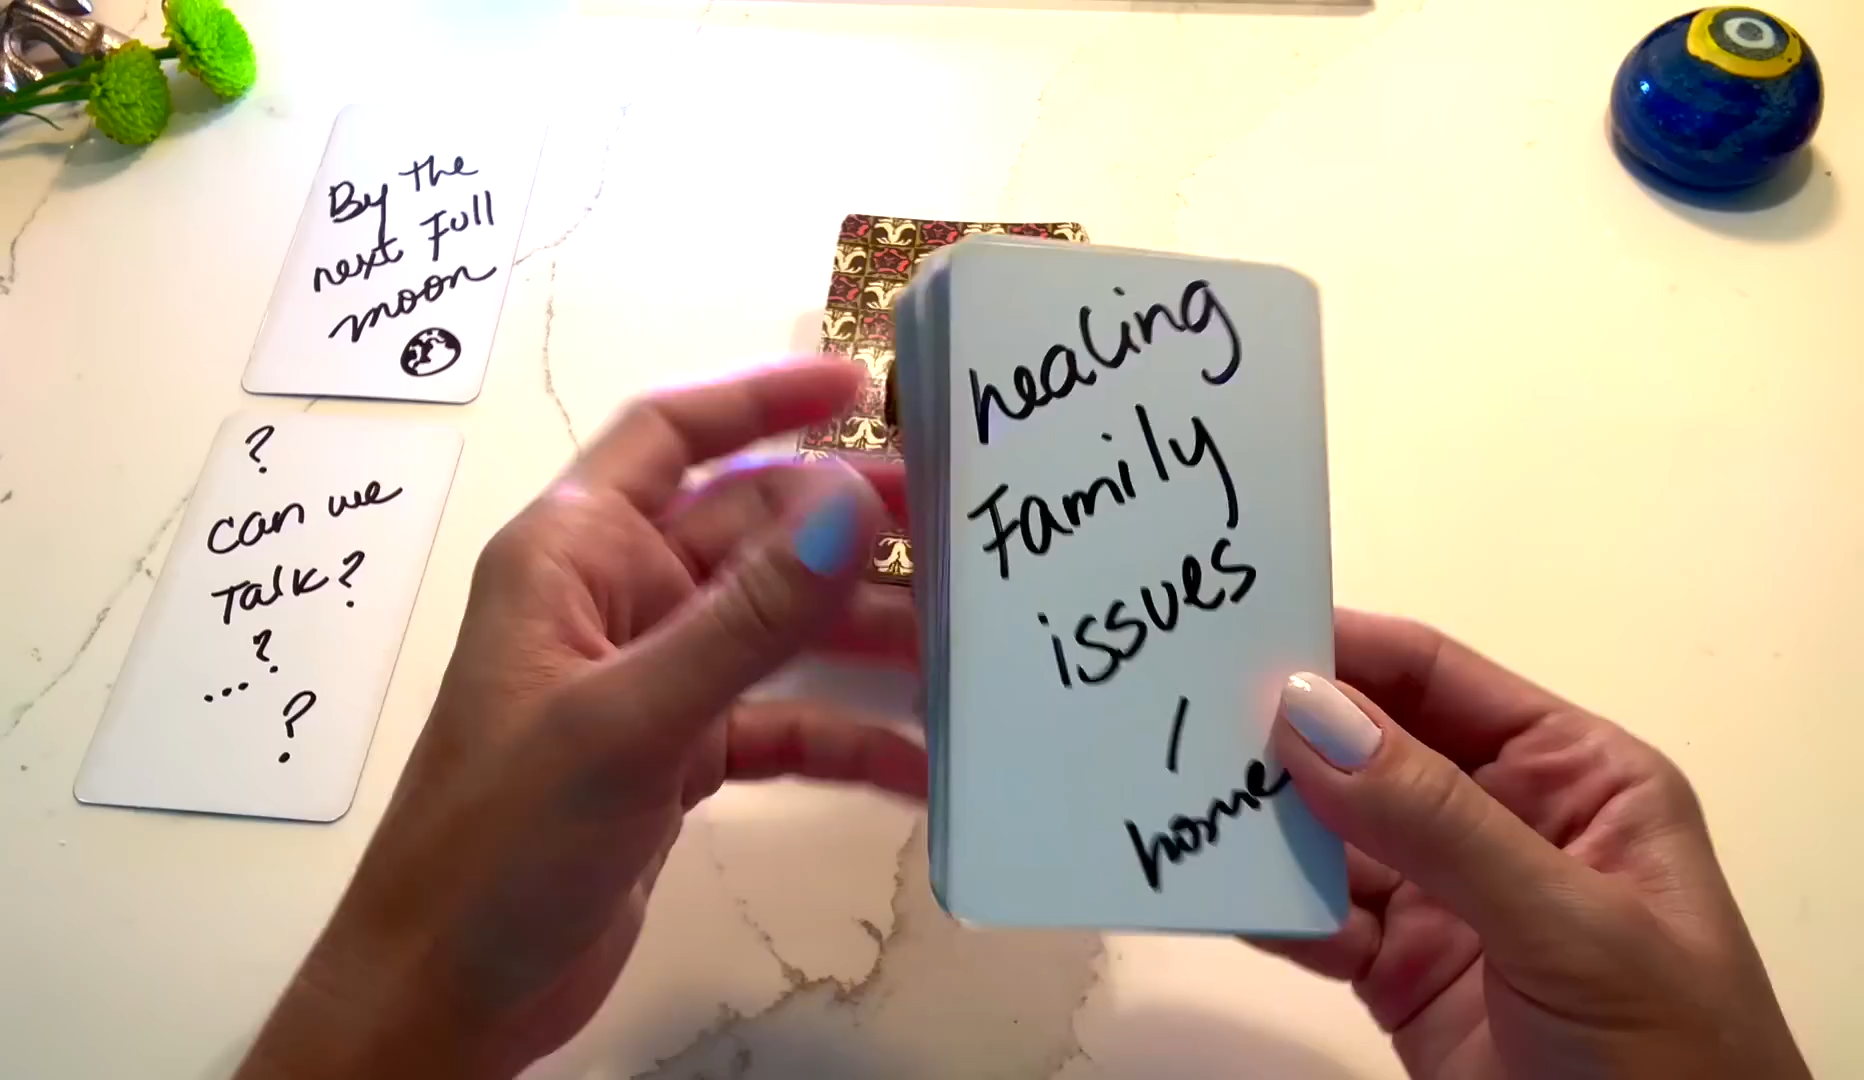 By the
next Full
moon
?
can we
Talk?
...?
?
healing
Family
issues
/
home